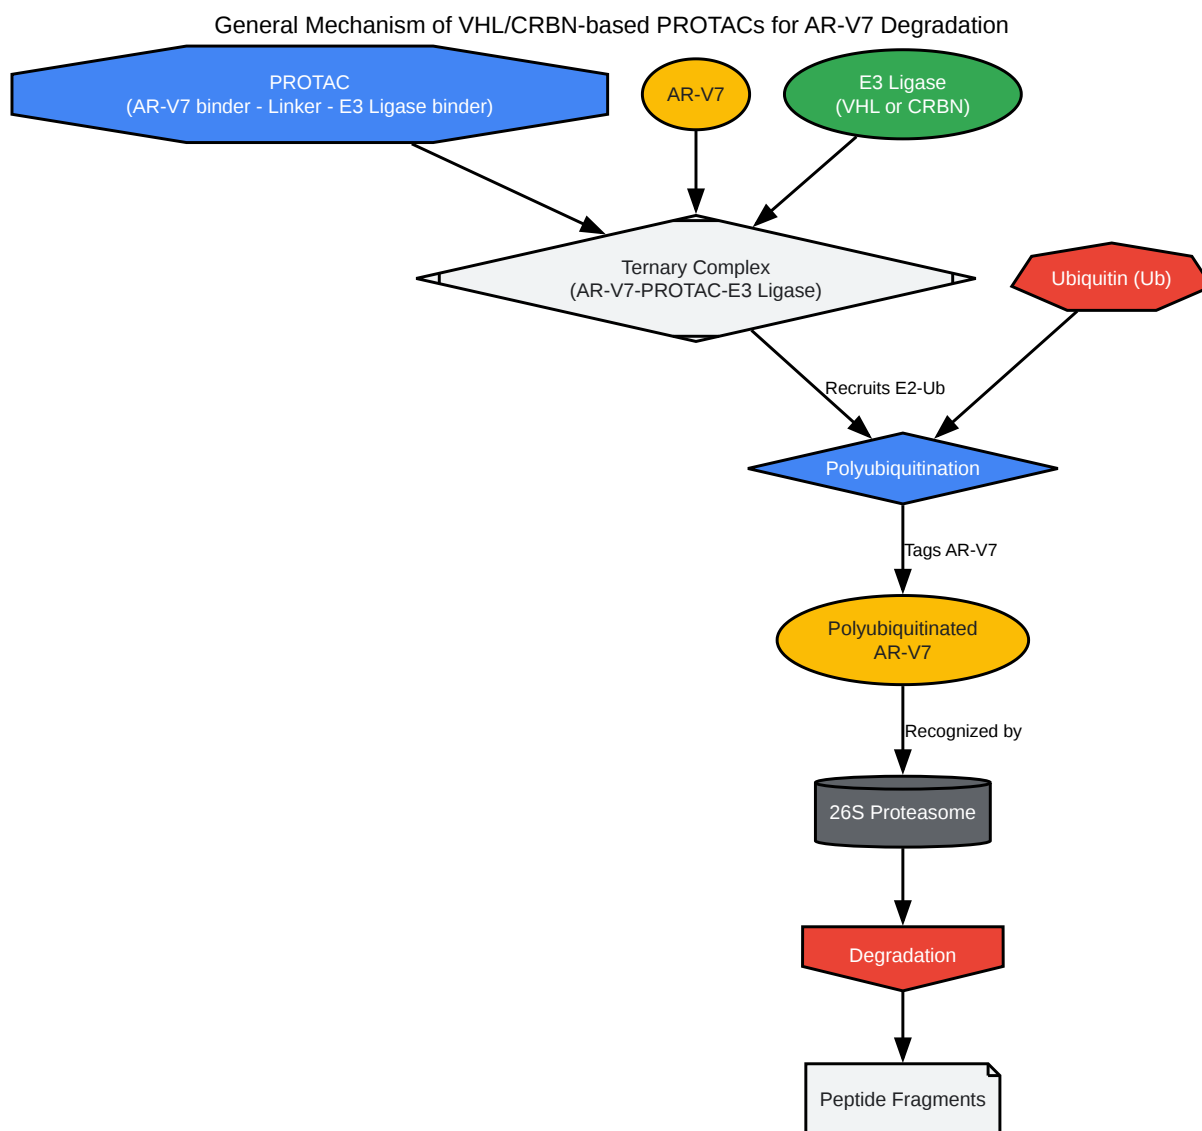 General Mechanism of VHL/CRBN-based PROTACs for AR-V7 Degradation
PROTAC
(AR-V7 binder - Linker - E3 Ligase binder)
AR-V7
E3 Ligase
(VHL or CRBN)
Ternary Complex
(AR-V7-PROTAC-E3 Ligase)
Ubiquitin (Ub)
Recruits E2-Ub
Polyubiquitination
Tags AR-V7
Polyubiquitinated
AR-V7
Recognized by
26S Proteasome
Degradation
Peptide Fragments